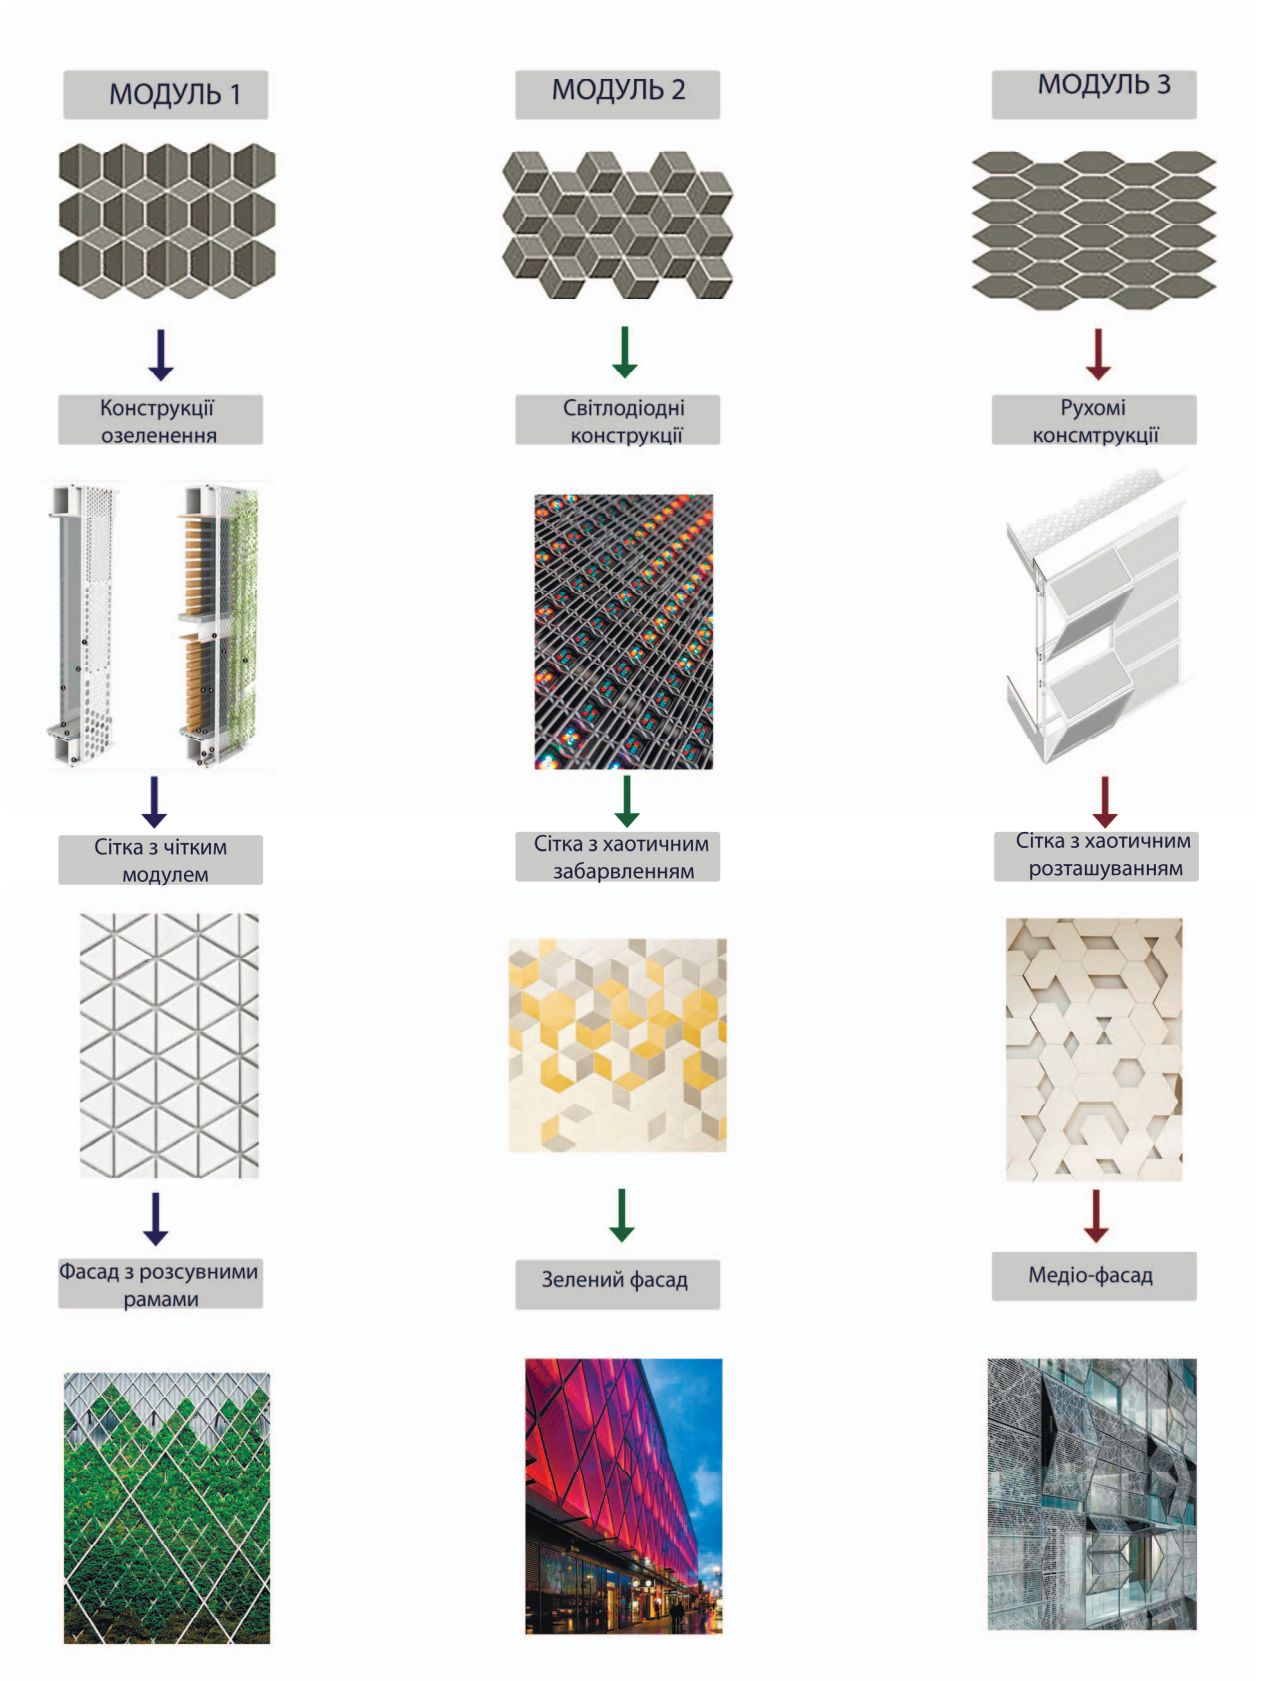 МОДУЛЬ 1
МОДУЛЬ 2
МОДУЛЬ 3
Конструкції
озеленення
Світлодіодні
конструкції
Рухомі
консмтрукції
Сітка з чітким
модулем
Сітка з хаотичним
забарвленням
Сітка з хаотичним
розташуванням
Фасад з розсувними
рамами
Зелений фасад
Медіо-фасад